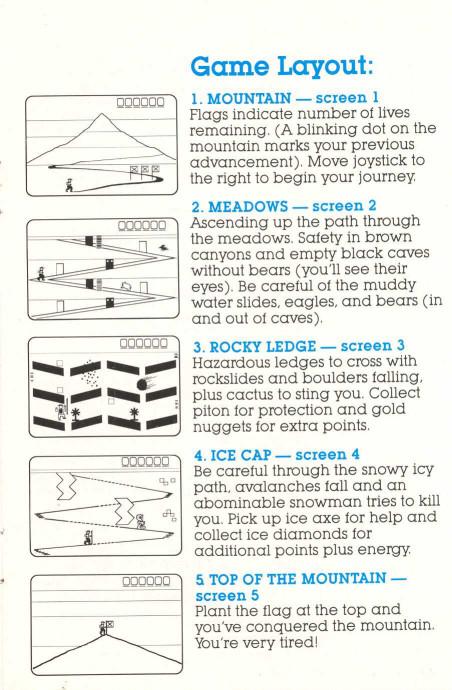 Game Layout:
1. MOUNTAIN — screen 1
Flags indicate number of lives
remaining. (A blinking dot on the
mountain marks your previous
advancement). Move joystick to
the right to begin your journey.
2. MEADOWS — screen 2
Ascending up the path through
the meadows. Safety in brown
canyons and empty black caves
without bears (you'll see their
eyes). Be careful of the muddy
water slides, eagles, and bears (in
and out of caves).
3. ROCKY LEDGE — screen 3
Hazardous ledges to cross with
rockslides and boulders falling,
plus cactus to sting you. Collect
piton for protection and gold
nuggets for extra points.
4. ICE CAP — screen 4
Be careful through the snowy icy
path, avalanches fall and an
abominable snowman tries to kill
you. Pick up ice axe for help and
collect ice diamonds for
additional points plus energy.
5. TOP OF THE MOUNTAIN —
screen 5
Plant the flag at the top and
you've conquered the mountain.
You're very tired!